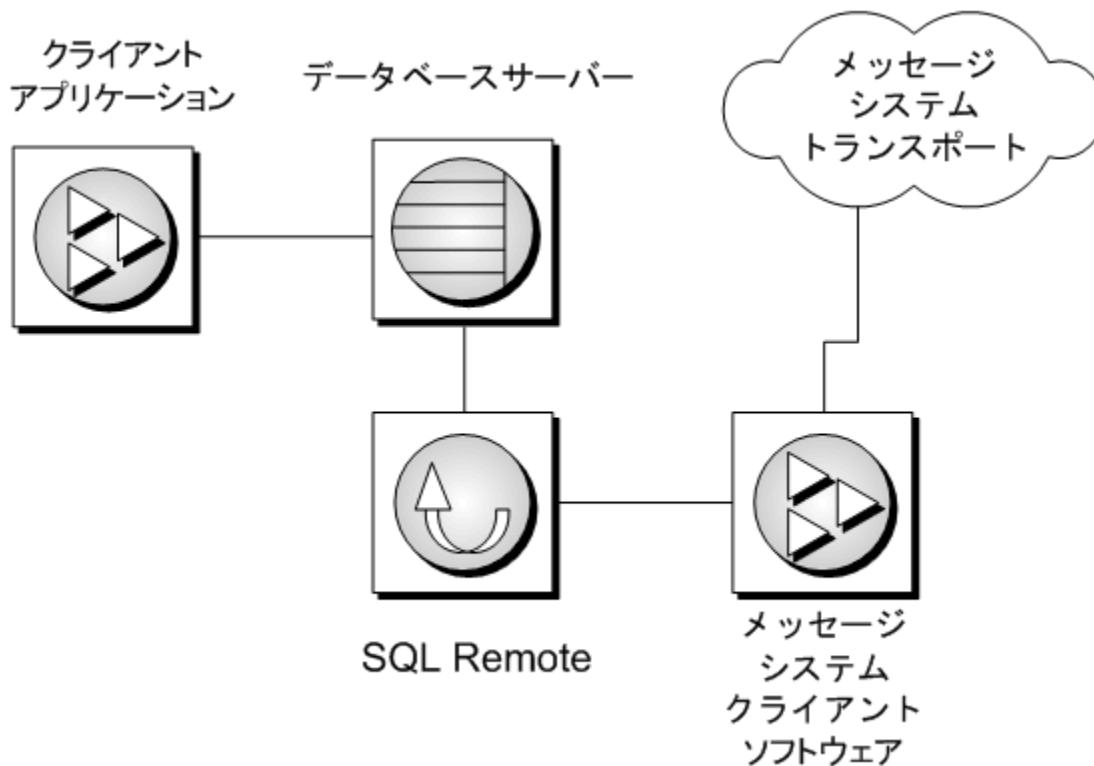 クライアント
アプリケーション
データベースサーバー
メッセージ
システム
トランスポート
SQL Remote
メッセージ
システム
クライアント
ソフトウェア